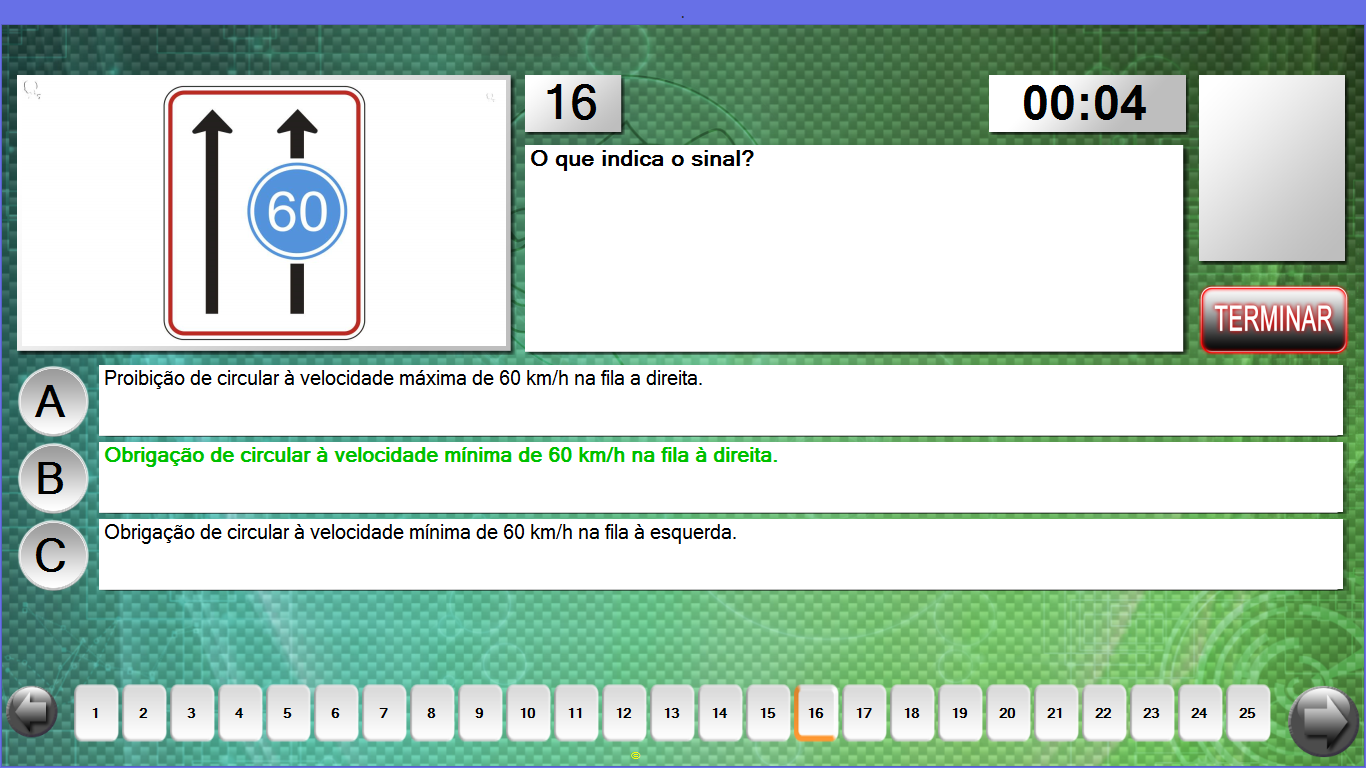 60
16
00:04
O que indica o sinal?
TERMINAR
A
Proibição de circular à velocidade máxima de 60 km/h na fila a direita.
B
Obrigação de circular à velocidade mínima de 60 km/h na fila à direita.
C
Obrigação de circular à velocidade mínima de 60 km/h na fila à esquerda.
1 2 3 4 5 6 7 8 9 10 11 12 13 14 15 16 17 18 19 20 21 22 23 24 25
©